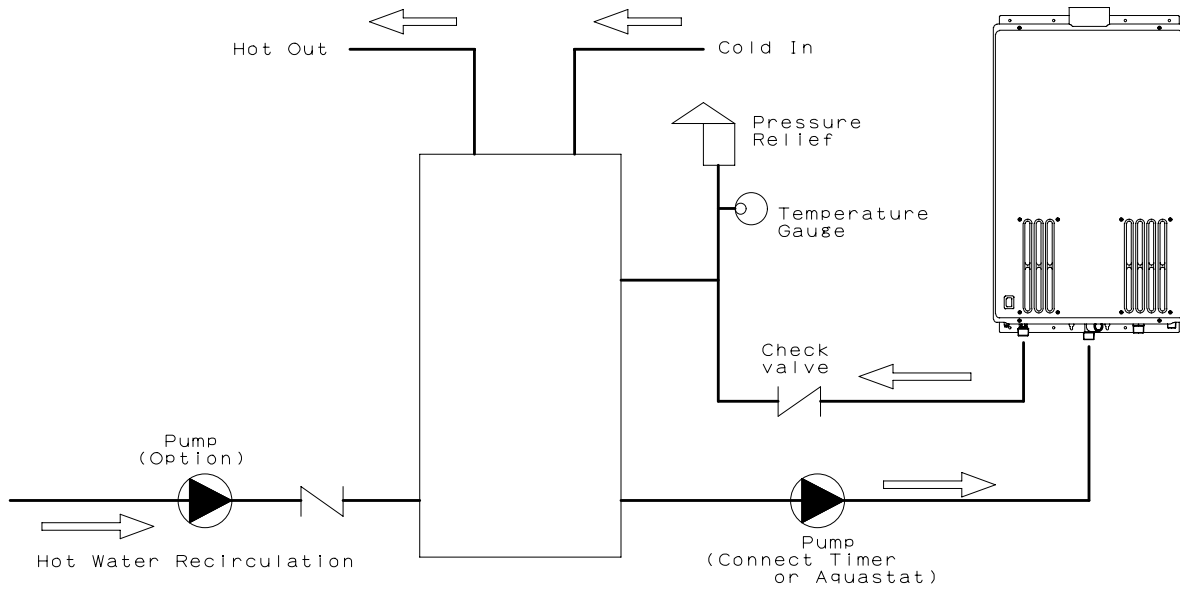 Hot Out
Cold In
Pressure
Relief
Temperature
Gauge
Check
valve
Pump
(Option)
Hot Water Recirculation
Pump
(Connect Timer
or Aquastat)